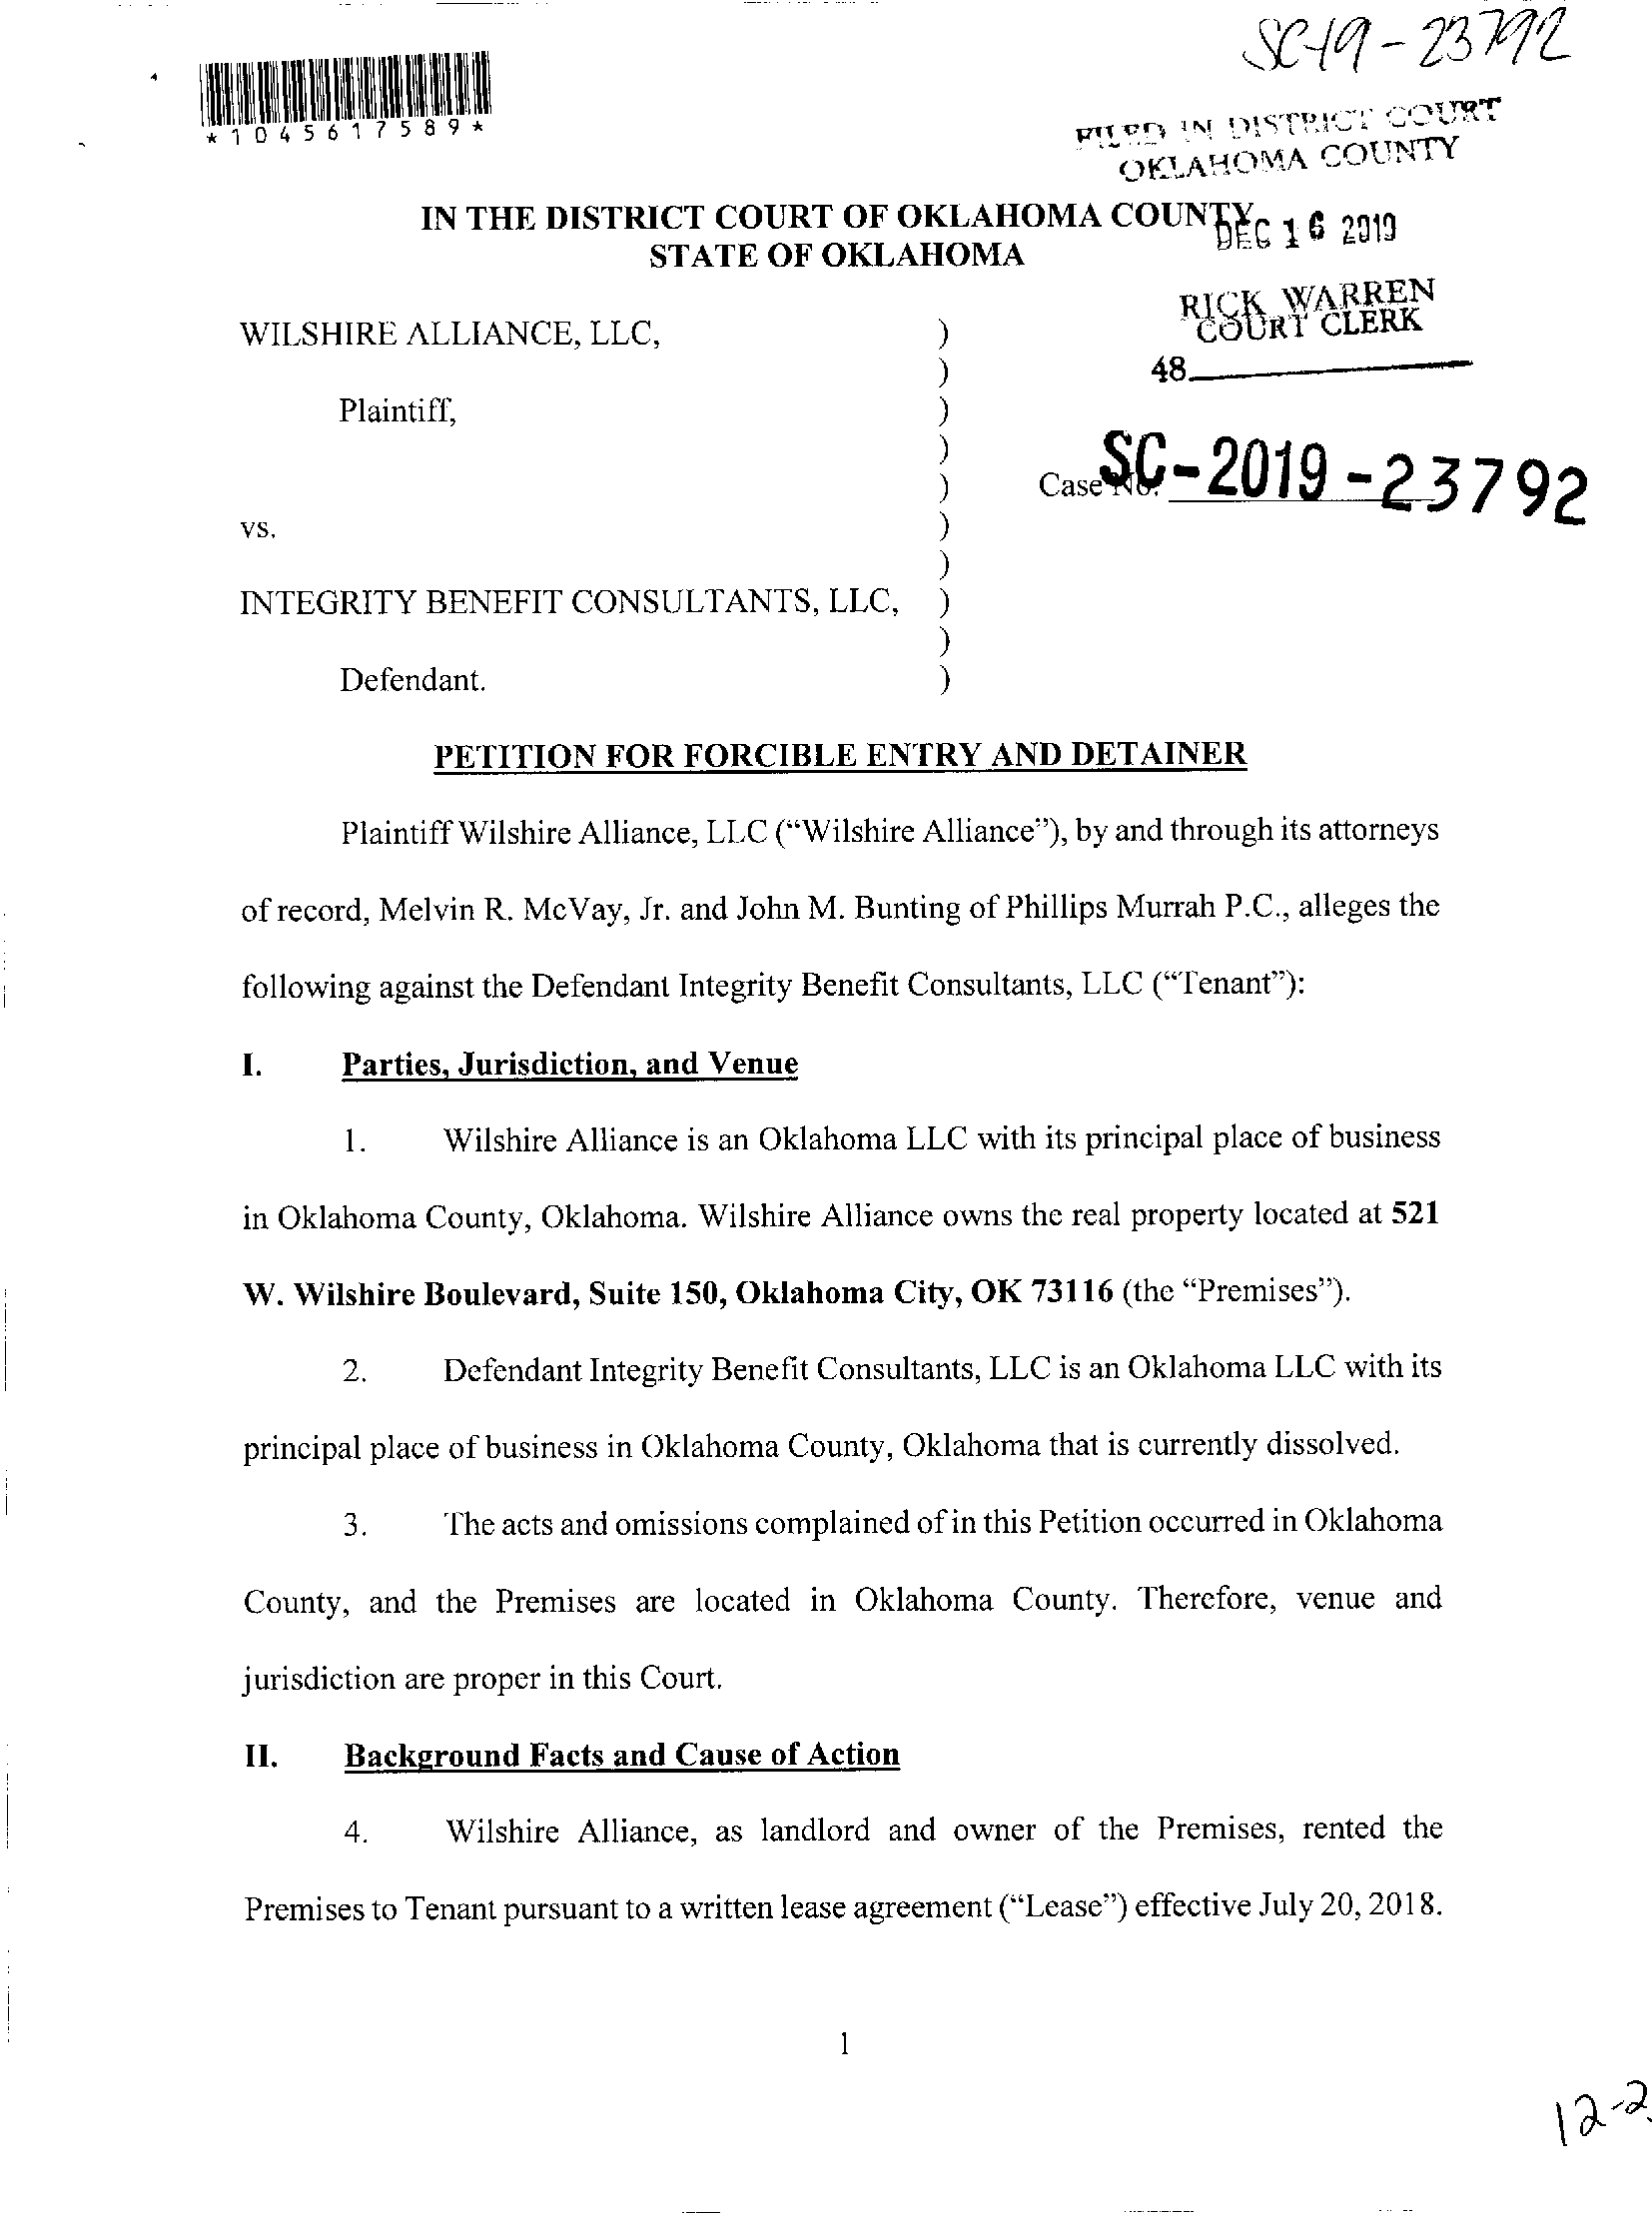 SC-19-23792
*1045617589*
FILED IN DISTRICT COURT
OKLAHOMA COUNTY
IN THE DISTRICT COURT OF OKLAHOMA COUNTY
STATE OF OKLAHOMA
DEC 16 2019
RICK WARREN
COURT CLERK
48
WILSHIRE ALLIANCE, LLC, )
)
Plaintiff, )
)
Case No. SC-2019-23792
)
vs. )
)
INTEGRITY BENEFIT CONSULTANTS, LLC, )
)
Defendant. )
PETITION FOR FORCIBLE ENTRY AND DETAINER
Plaintiff Wilshire Alliance, LLC (“Wilshire Alliance”), by and through its attorneys
of record, Melvin R. McVay, Jr. and John M. Bunting of Phillips Murrah P.C., alleges the
following against the Defendant Integrity Benefit Consultants, LLC (“Tenant”):
I. Parties, Jurisdiction, and Venue
1. Wilshire Alliance is an Oklahoma LLC with its principal place of business
in Oklahoma County, Oklahoma. Wilshire Alliance owns the real property located at 521
W. Wilshire Boulevard, Suite 150, Oklahoma City, OK 73116 (the “Premises”).
2. Defendant Integrity Benefit Consultants, LLC is an Oklahoma LLC with its
principal place of business in Oklahoma County, Oklahoma that is currently dissolved.
3. The acts and omissions complained of in this Petition occurred in Oklahoma
County, and the Premises are located in Oklahoma County. Therefore, venue and
jurisdiction are proper in this Court.
II. Background Facts and Cause of Action
4. Wilshire Alliance, as landlord and owner of the Premises, rented the
Premises to Tenant pursuant to a written lease agreement (“Lease”) effective July 20, 2018.
1
12-2